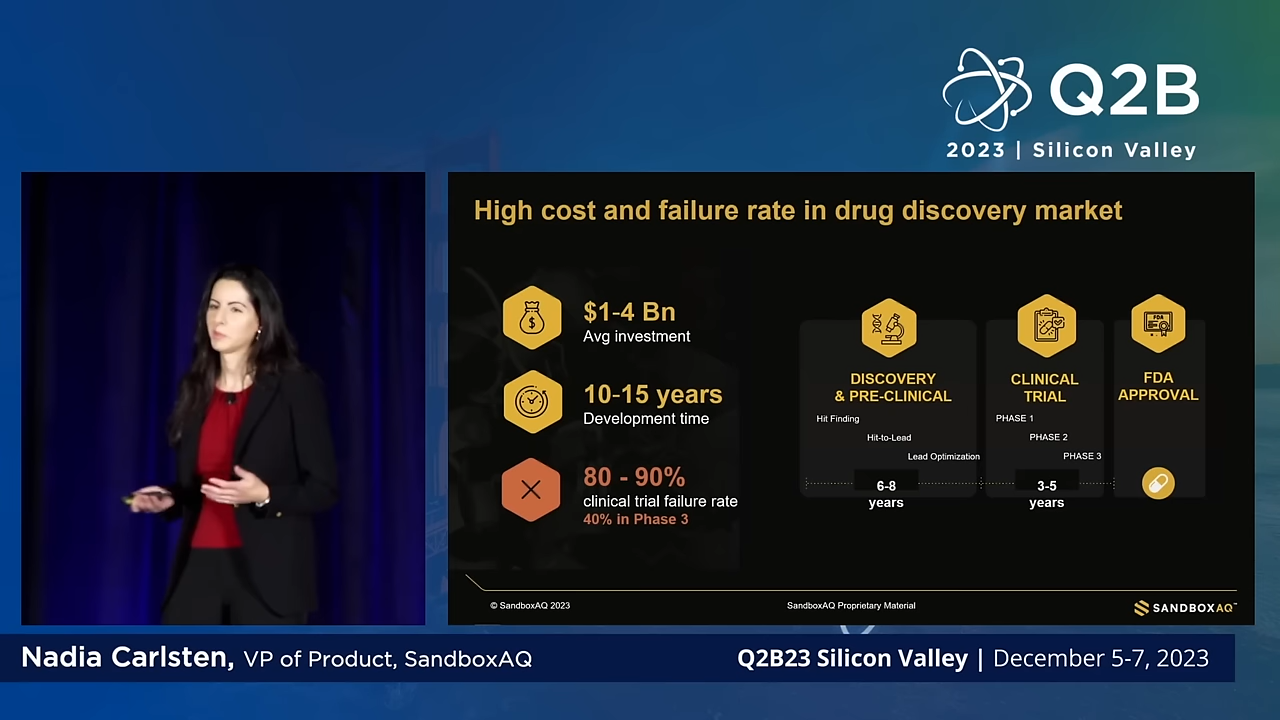 Q2B
2023 | Silicon Valley
High cost and failure rate in drug discovery market
$1-4 Bn
Avg investment
10-15 years
Development time
80 - 90%
clinical trial failure rate
40% in Phase 3
DISCOVERY
& PRE-CLINICAL
Hit Finding
Hit-to-Lead
Lead Optimization
6-8
years
CLINICAL
TRIAL
PHASE 1
PHASE 2
PHASE 3
3-5
years
FDA
FDA
APPROVAL
© SandboxAQ 2023
SandboxAQ Proprietary Material
SANDBOXAQ™
Nadia Carlsten, VP of Product, SandboxAQ
Q2B23 Silicon Valley | December 5-7, 2023